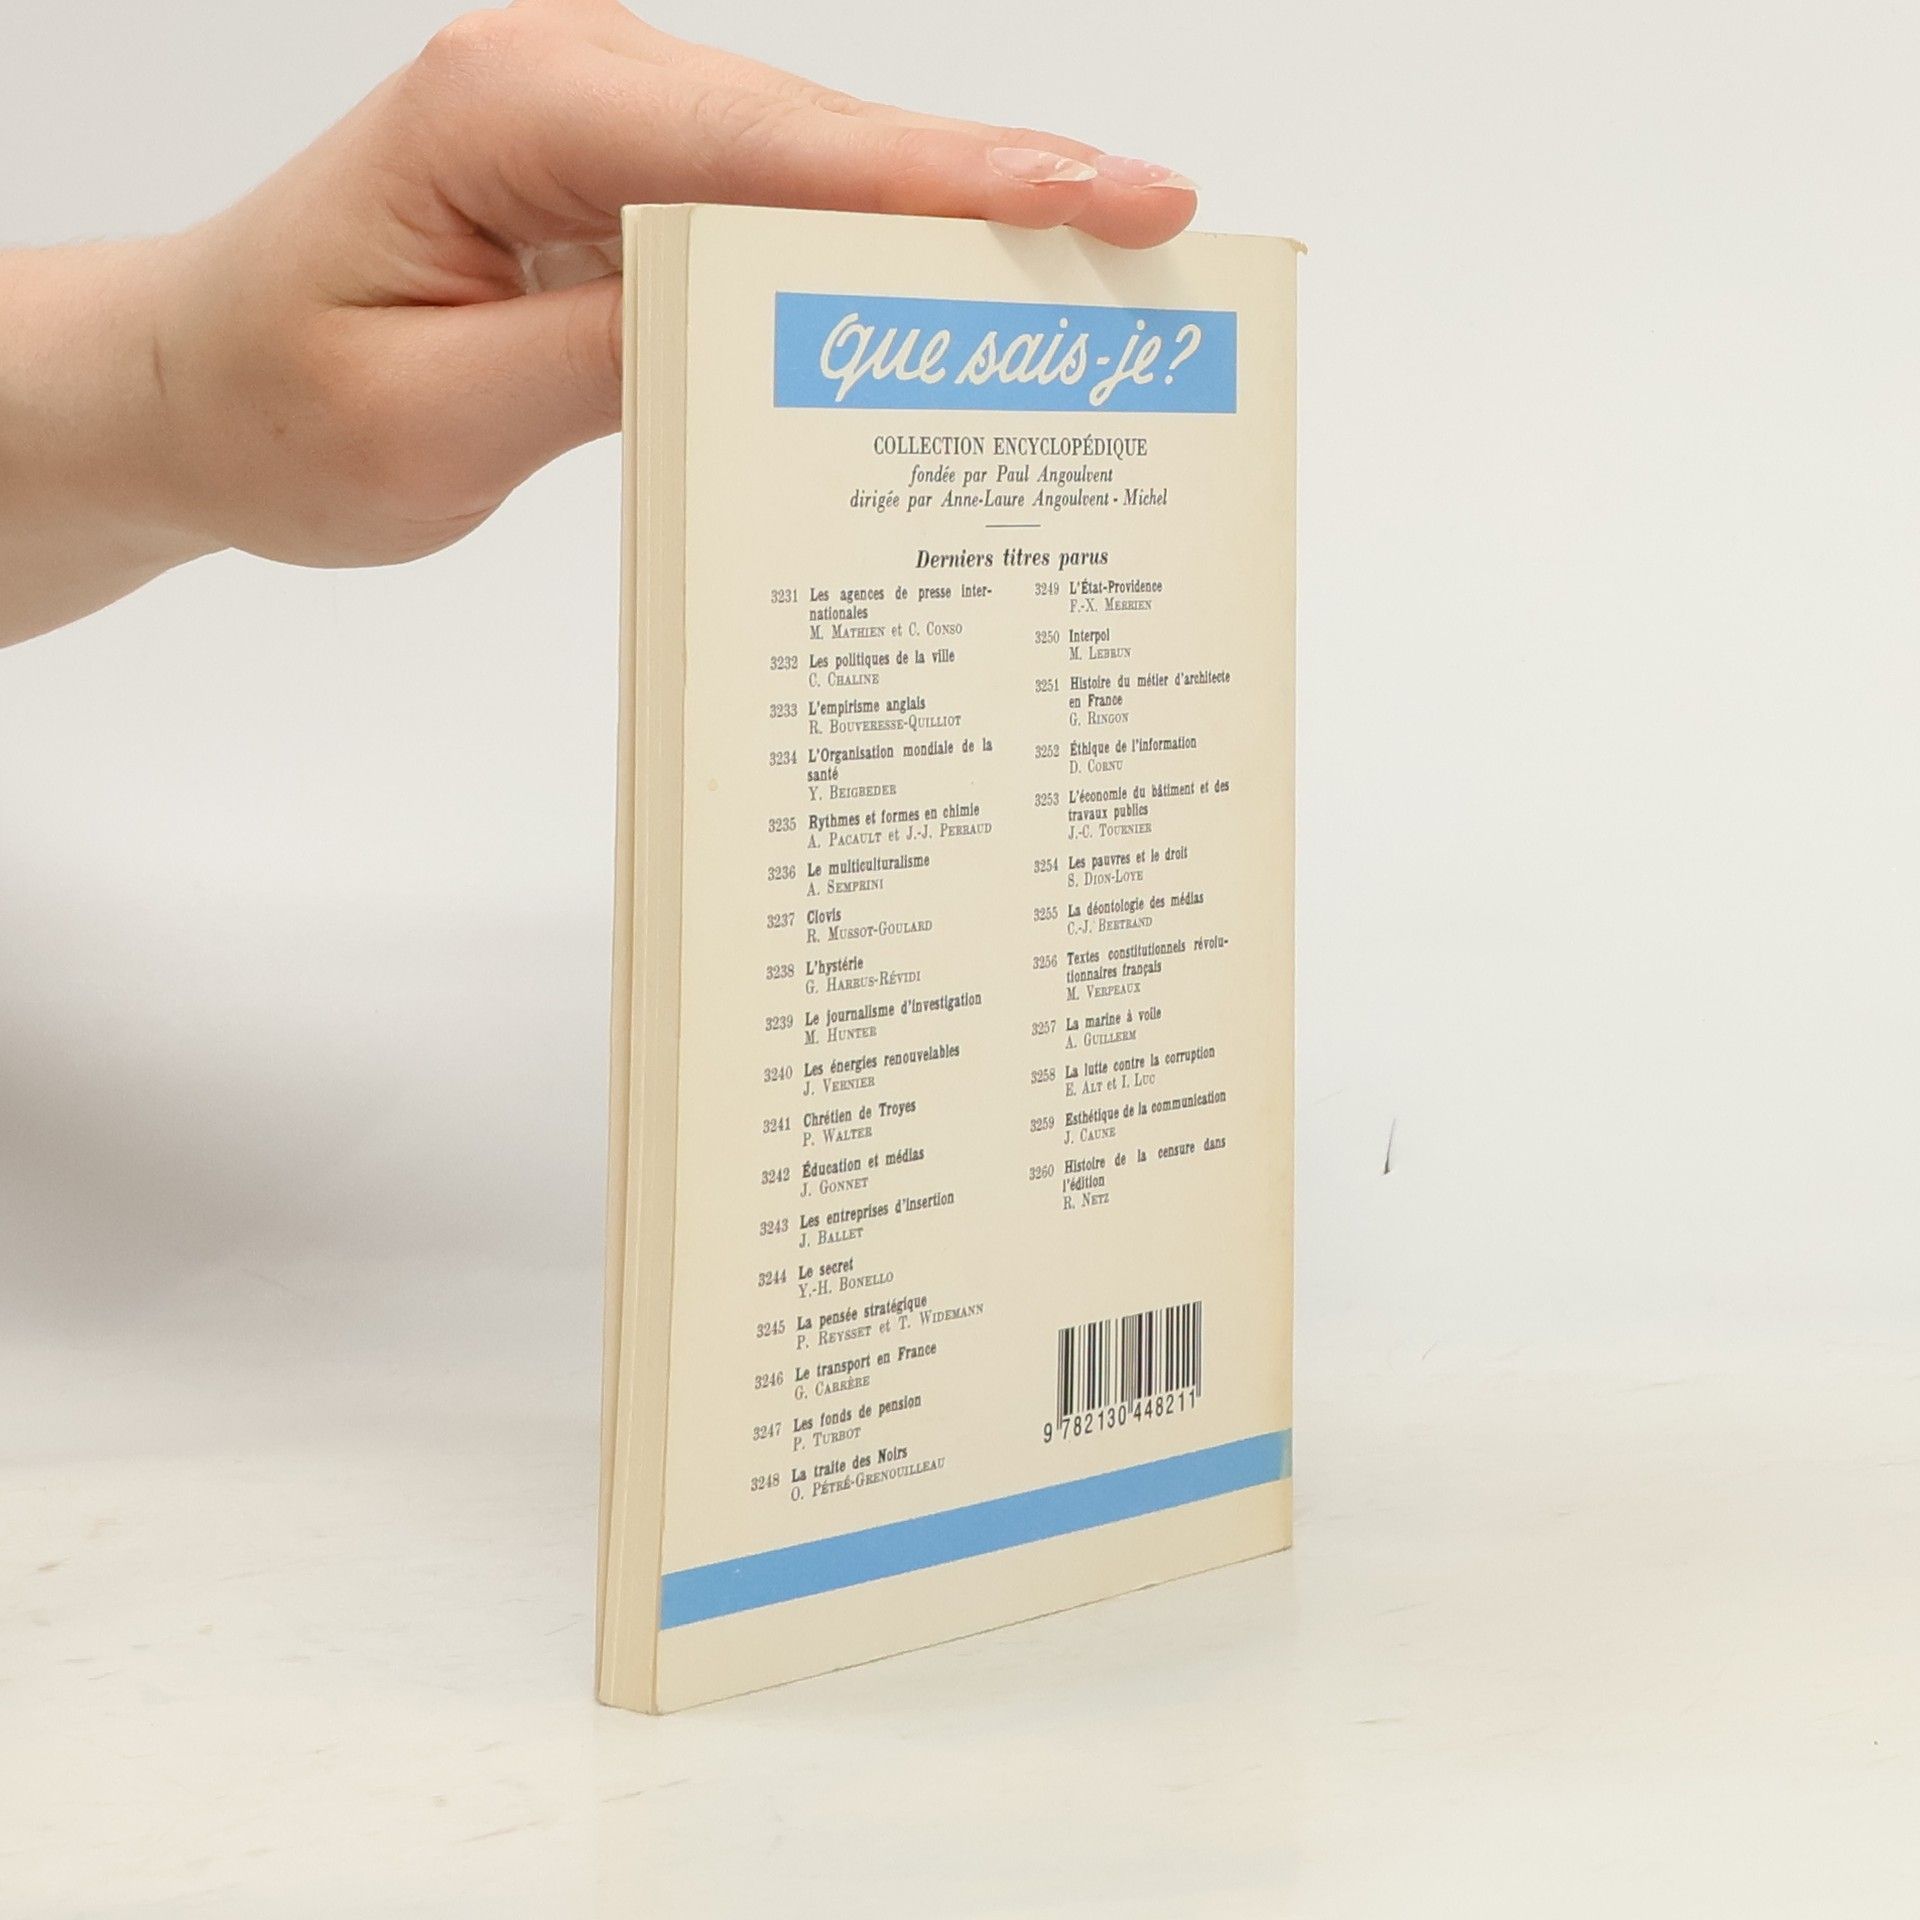 que sais-je?
COLLECTION ENCYCLOPÉDIQUE
fondée par Paul Angoulvent
dirigée par Anne-Laure Angoulvent - Michel
Derniers titres parus
3231 Les agences de presse inter-
nationales
M. MATHIEN et C. CONSO
3232 Les politiques de la ville
C. CHALINE
3233 L'empirisme anglais
R. BOUVERESSE-QUILLIOT
3234 L'Organisation mondiale de la
santé
Y. BEIGBEDER
3235 Rythmes et formes en chimie
A. PACAULT et J.-J. PERRAUD
3236 Le multiculturalisme
A. SEMPRINI
3237 Clovis
R. MUSSOT-GOULARD
3238 L'hystérie
G. HARRUS-RÉVIDI
3239 Le journalisme d'investigation
M. HUNTER
3240 Les énergies renouvelables
J. VERNIER
3241 Chrétien de Troyes
P. WALTER
3242 Éducation et médias
J. GONNET
3243 Les entreprises d'insertion
J. BALLET
3244 Le secret
Y.-H. BONELLO
3245 La pensée stratégique
P. REYSSET et T. WIDEMANN
3246 Le transport en France
G. CARRÈRE
3247 Les fonds de pension
P. TURBOT
3248 La traite des Noirs
O. PÉTRÉ-GRENOUILLEAU
3249 L'État-Providence
F.-X. MERRIEN
3250 Interpol
M. LEBRUN
3251 Histoire du métier d'architecte
en France
G. RINGON
3252 Éthique de l'information
D. CORNU
3253 L'économie du bâtiment et des
travaux publics
J.-C. TOURNIER
3254 Les pauvres et le droit
S. DION-LOYE
3255 La déontologie des médias
C.-J. BERTRAND
3256 Textes constitutionnels révolu-
tionnaires français
M. VERPEAUX
3257 La marine à voile
A. GUILLERM
3258 La lutte contre la corruption
E. ALT et I. LUC
3259 Esthétique de la communication
J. CAUNE
3260 Histoire de la censure dans
l'édition
R. NETZ
9 782130 448211